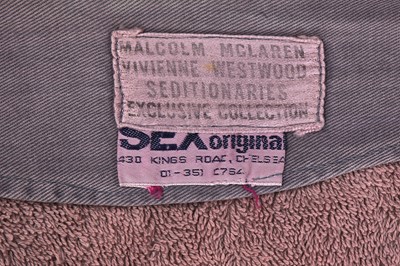 MALCOLM MCLAREN
VIVIENNE WESTWOOD
SEDITIONARIES
EXCLUSIVE COLLECTION
SEX original
430 KINGS ROAD, CHELSEA
01-351 0764